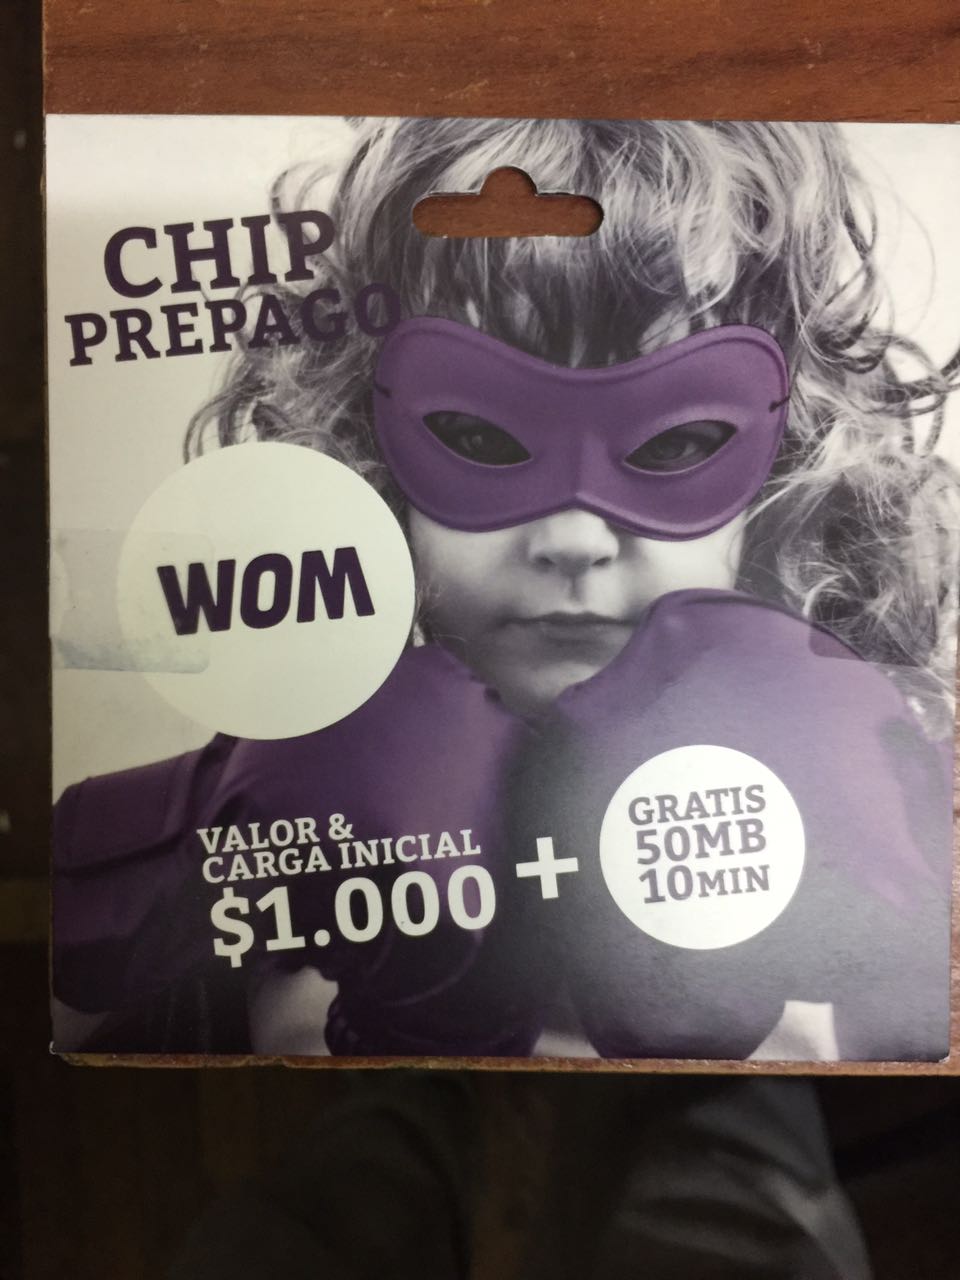 CHIP
PREPAGO
WOM
VALOR &
CARGA INICIAL
$1.000
+
GRATIS
50MB
10MIN